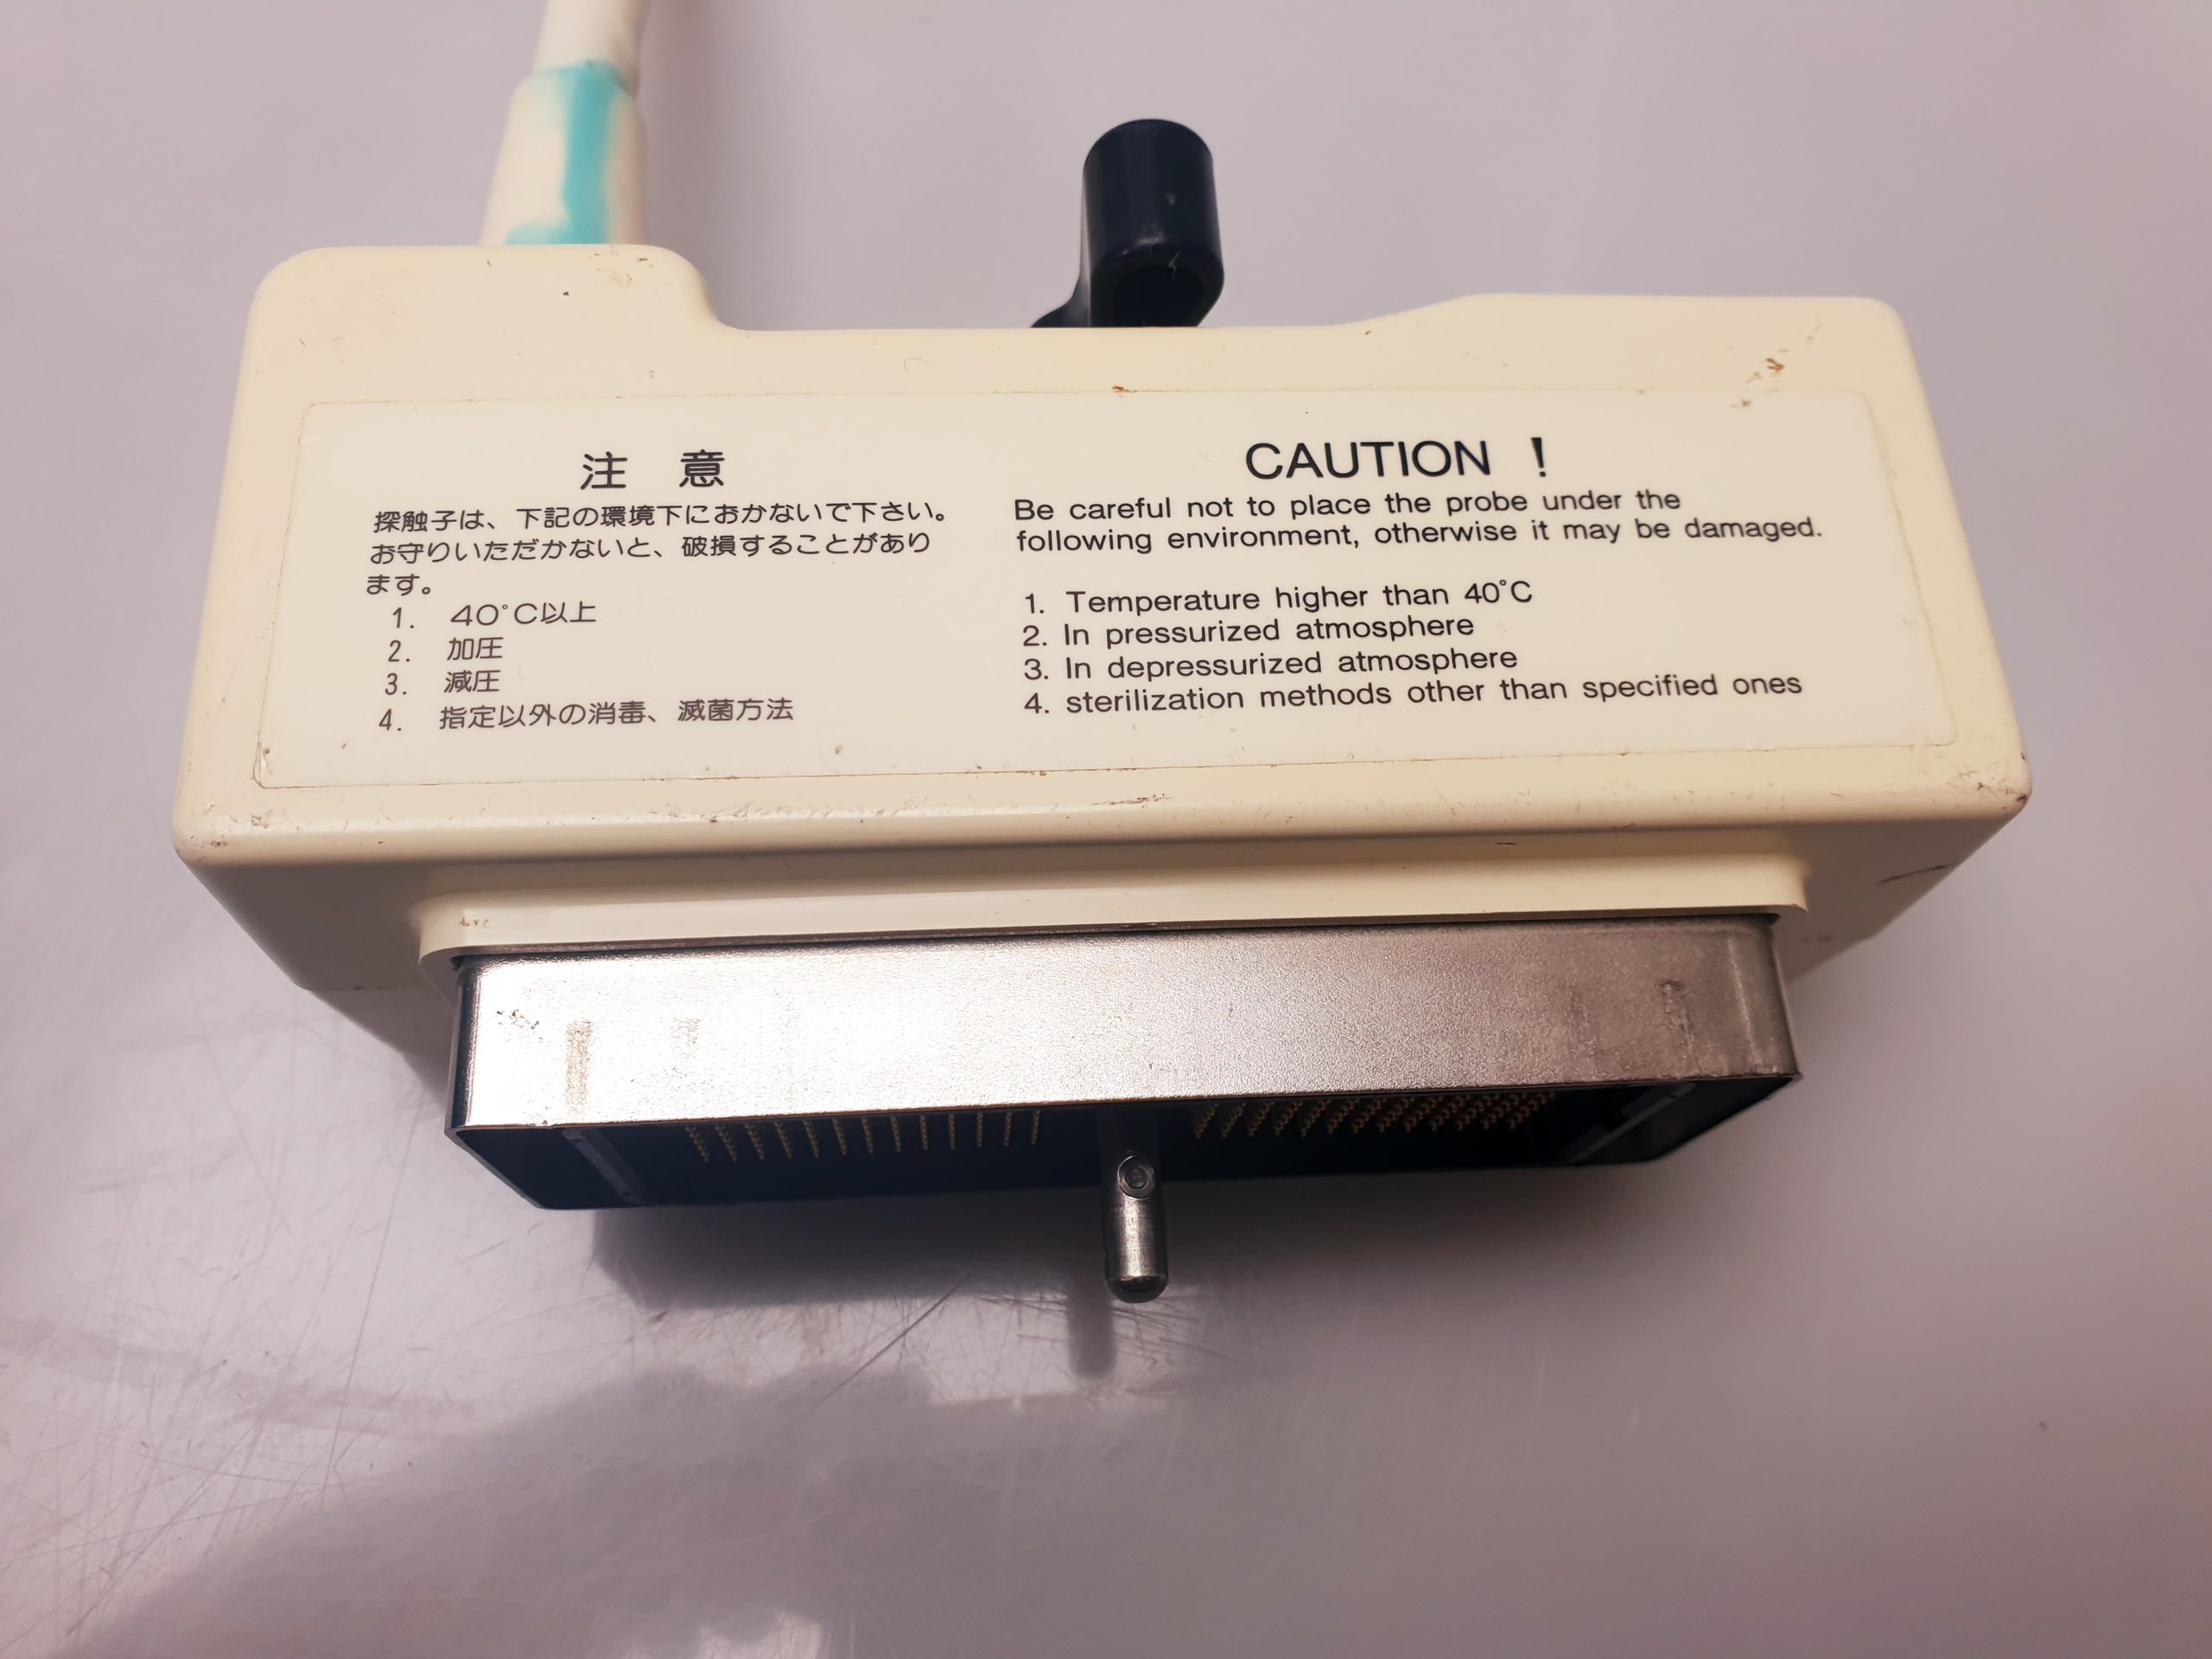 注 意
探触子は、下記の環境下におかないで下さい。
お守りいただかないと、破損することがあり
ます。
1. 40°C以上
2. 加圧
3. 減圧
4. 指定以外の消毒、滅菌方法
CAUTION !
Be careful not to place the probe under the
following environment, otherwise it may be damaged.
1. Temperature higher than 40°C
2. In pressurized atmosphere
3. In depressurized atmosphere
4. sterilization methods other than specified ones